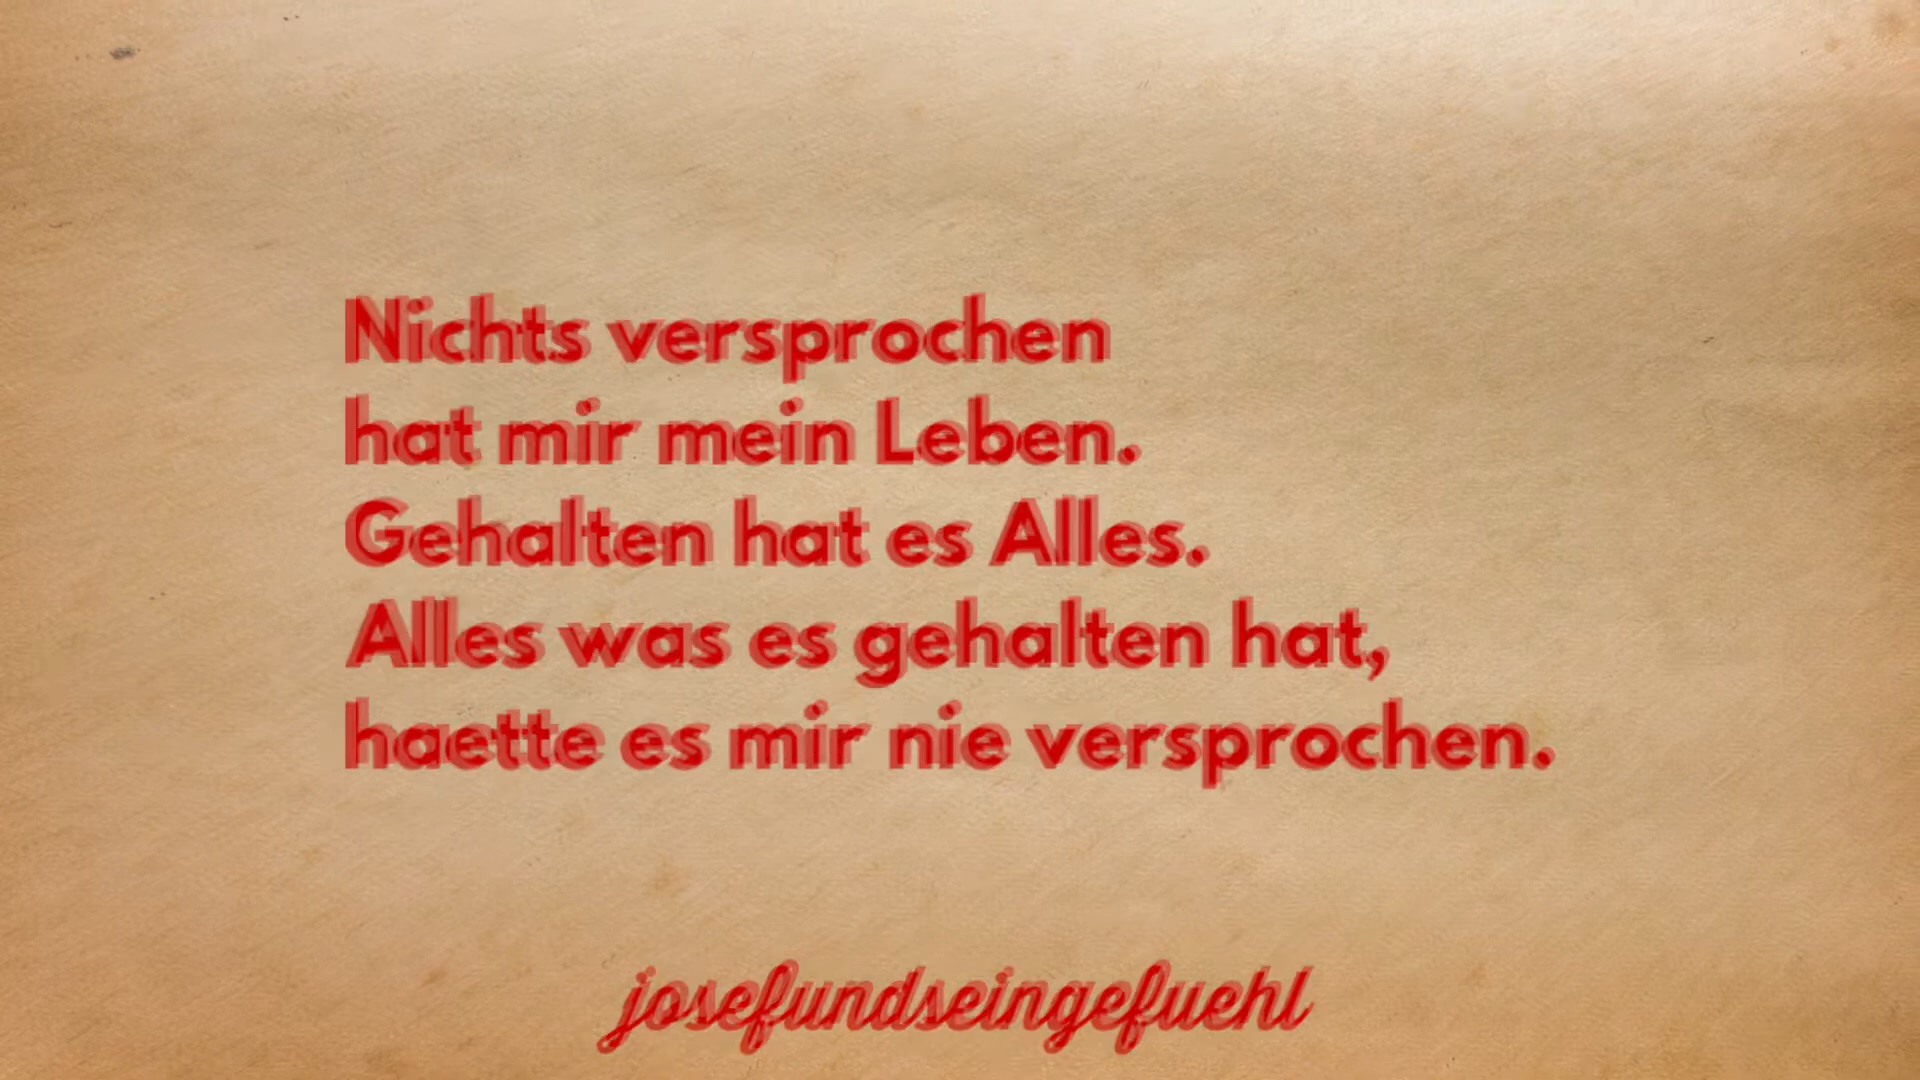 Nichts versprochen
hat mir mein Leben.
Gehalten hat es Alles.
Alles was es gehalten hat,
haette es mir nie versprochen.
josefundseingefuehl